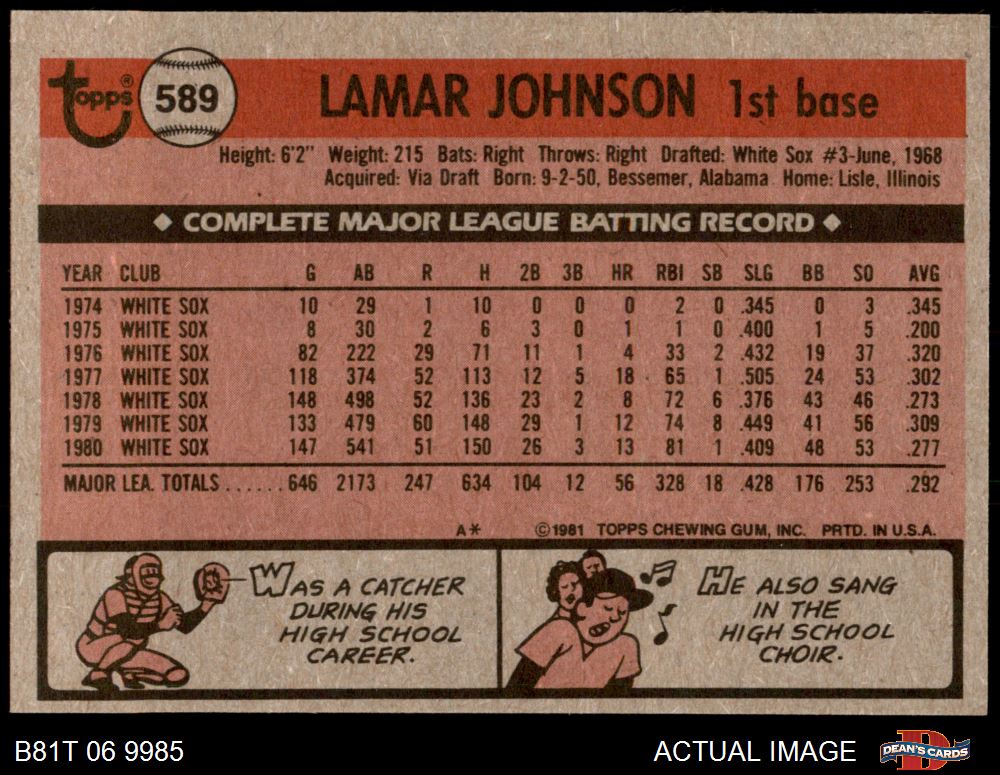 Topps®
589
LAMAR JOHNSON 1st base
Height: 6'2" Weight: 215 Bats: Right Throws: Right Drafted: White Sox #3-June, 1968
Acquired: Via Draft Born: 9-2-50, Bessemer, Alabama Home: Lisle, Illinois
◆ COMPLETE MAJOR LEAGUE BATTING RECORD ◆
YEAR CLUB G AB R H 2B 3B HR RBI SB SLG BB SO AVG
1974 WHITE SOX 10 29 1 10 0 0 0 2 0 .345 0 3 .345
1975 WHITE SOX 8 30 2 6 3 0 1 1 0 .400 1 5 .200
1976 WHITE SOX 82 222 29 71 11 1 4 33 2 .432 19 37 .320
1977 WHITE SOX 118 374 52 113 12 5 18 65 1 .505 24 53 .302
1978 WHITE SOX 148 498 52 136 23 2 8 72 6 .376 43 46 .273
1979 WHITE SOX 133 479 60 148 29 1 12 74 8 .449 41 56 .309
1980 WHITE SOX 147 541 51 150 26 3 13 81 1 .409 48 53 .277
MAJOR LEA. TOTALS......646 2173 247 634 104 12 56 328 18 .428 176 253 .292
A* ©1981 TOPPS CHEWING GUM, INC. PRTD. IN U.S.A.
WAS A CATCHER
DURING HIS
HIGH SCHOOL
CAREER.
HE ALSO SANG
IN THE
HIGH SCHOOL
CHOIR.
B81T 06 9985
ACTUAL IMAGE
DEAN'S CARDS